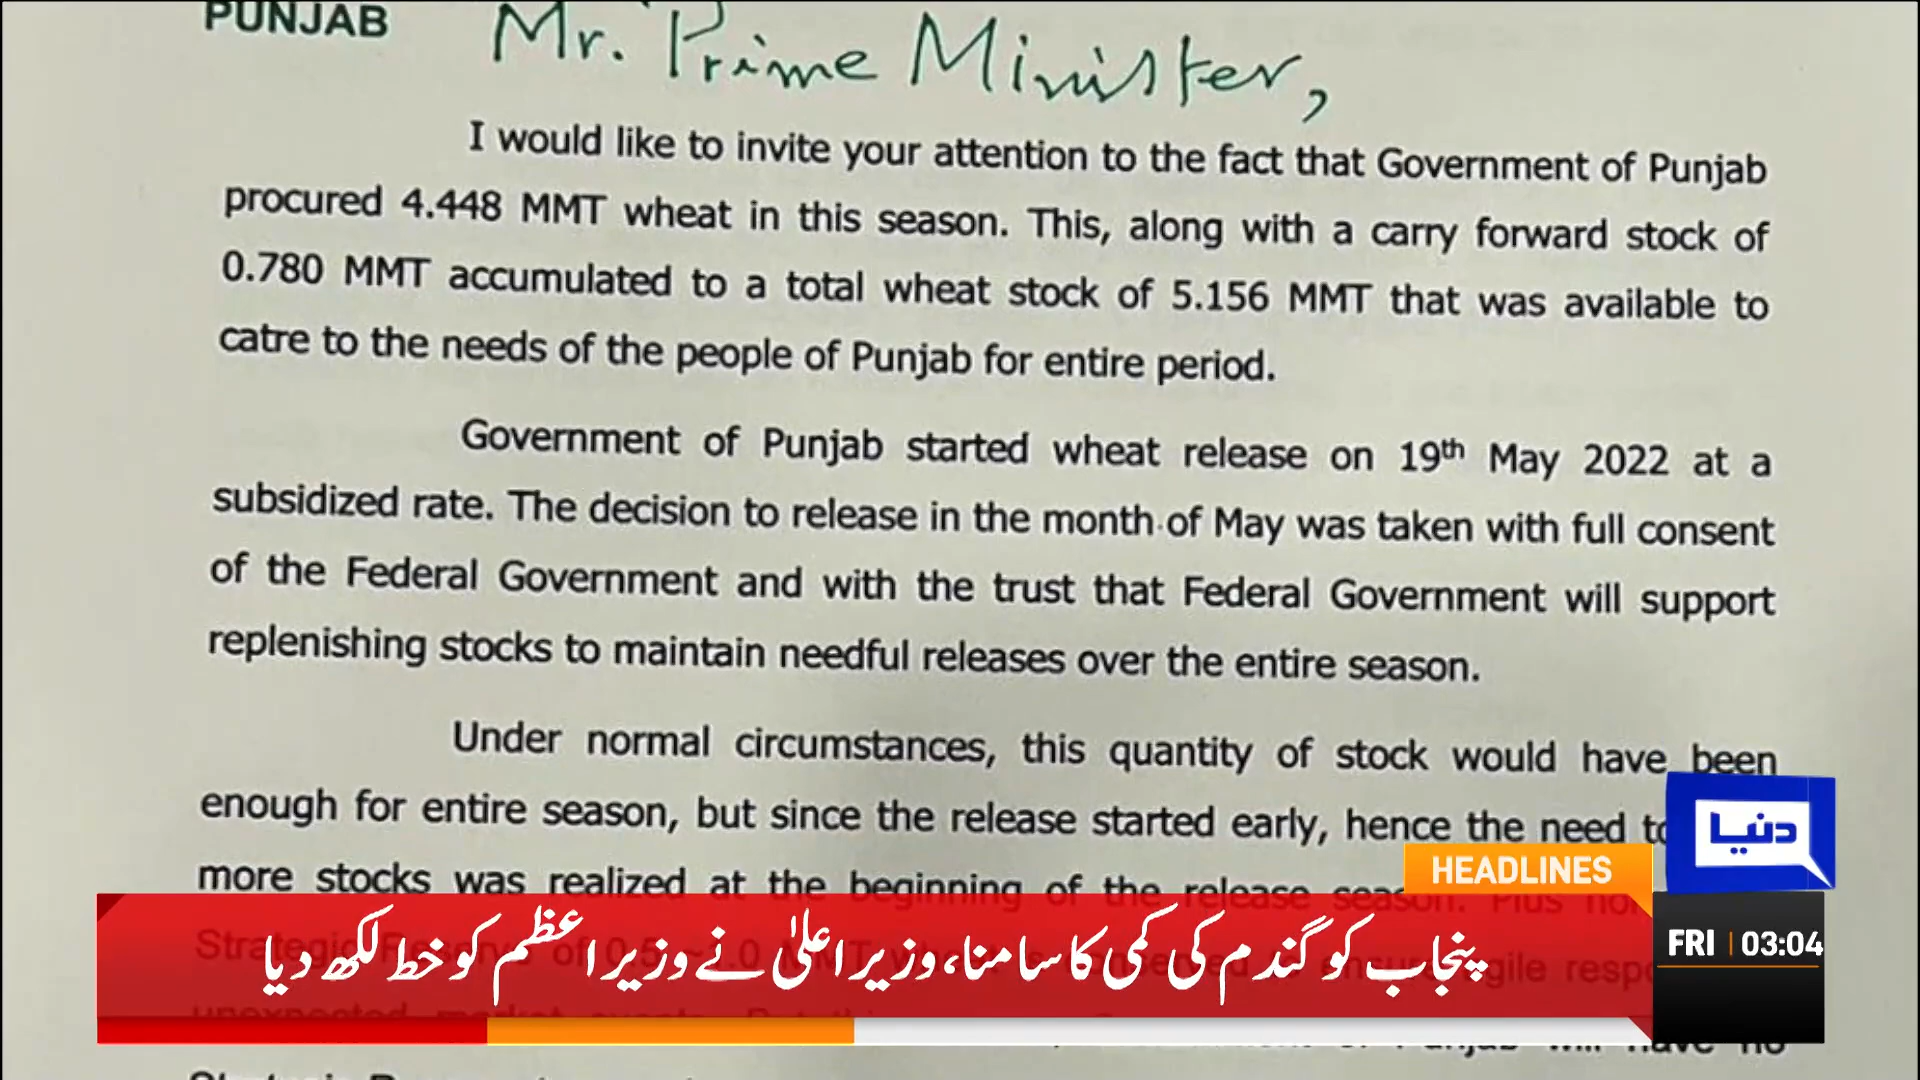 PUNJAB
Mr. Prime Minister,
I would like to invite your attention to the fact that Government of Punjab
procured 4.448 MMT wheat in this season. This, along with a carry forward stock of
0.780 MMT accumulated to a total wheat stock of 5.156 MMT that was available to
catre to the needs of the people of Punjab for entire period.
Government of Punjab started wheat release on 19th May 2022 at a
subsidized rate. The decision to release in the month of May was taken with full consent
of the Federal Government and with the trust that Federal Government will support
replenishing stocks to maintain needful releases over the entire season.
Under normal circumstances, this quantity of stock would have been
enough for entire season, but since the release started early, hence the need to
more stocks was realized at the beginning of the release
دنیا
HEADLINES
پنجاب کو گندم کی کمی کا سامنا، وزیر اعلیٰ نے وزیر اعظم کو خط لکھ دیا
FRI 03:04